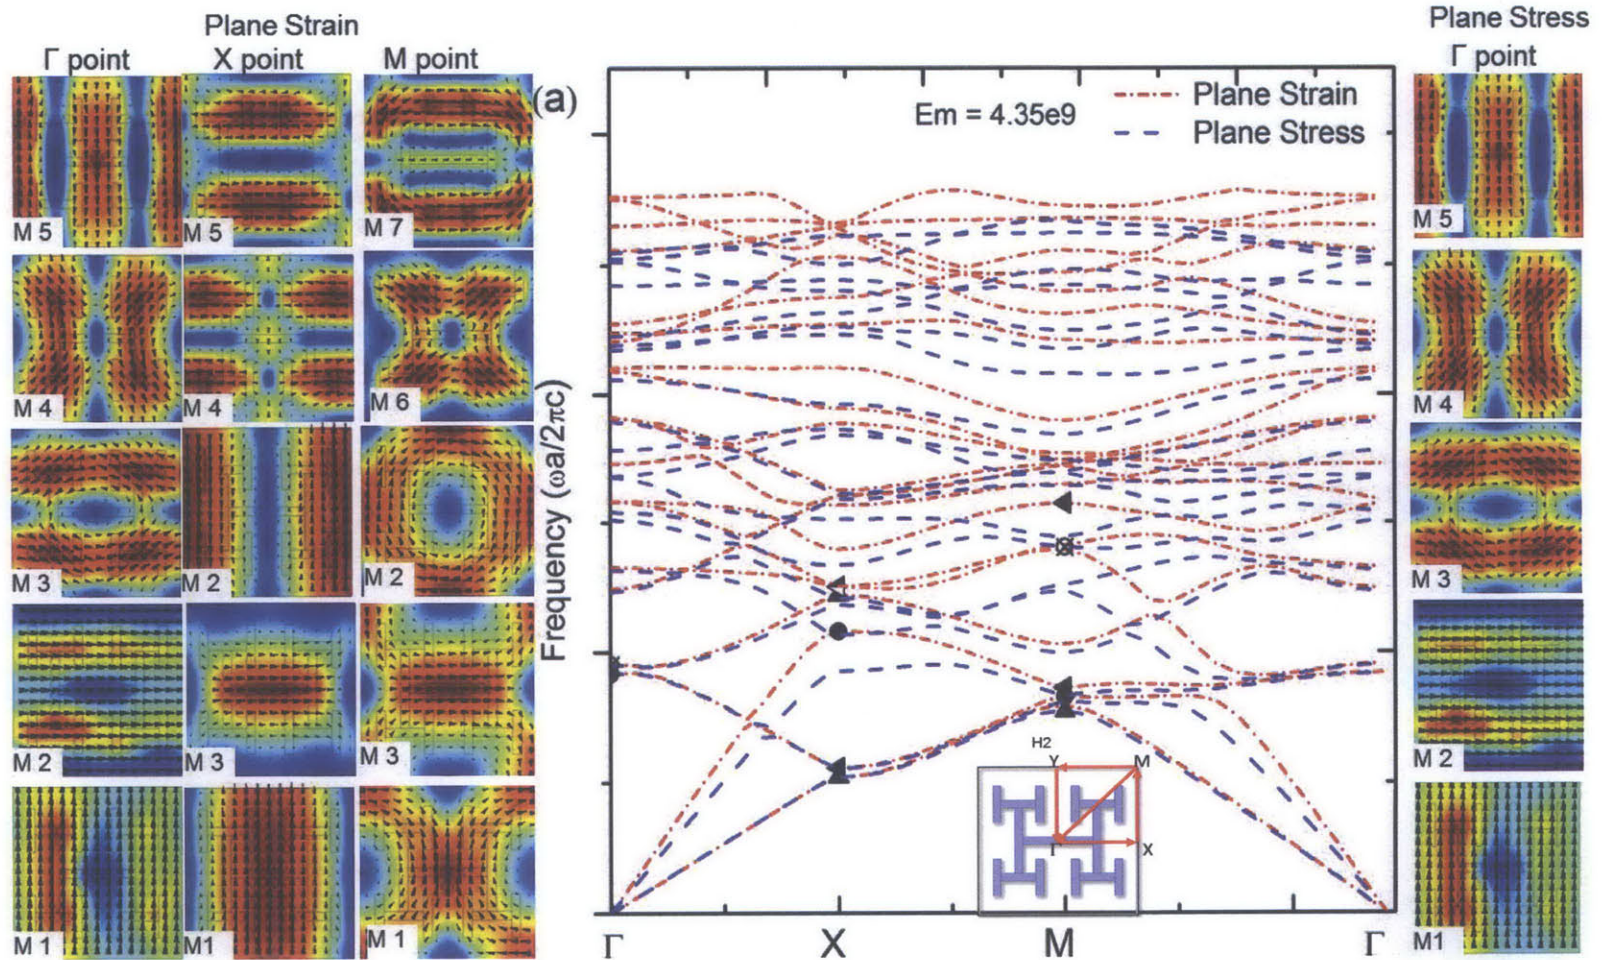 Plane Strain
Γ point
X point
M point
M 5
M 5
M 7
M 4
M 4
M 6
M 3
M 2
M 2
M 2
M 3
M 3
M 1
M1
M 1
(a)
Em = 4.35e9
Plane Strain
Plane Stress
Frequency (ωa/2πc)
H2
Y
M
Γ
X
Γ
X
M
Γ
Plane Stress
Γ point
M 5
M 4
M 3
M 2
M1